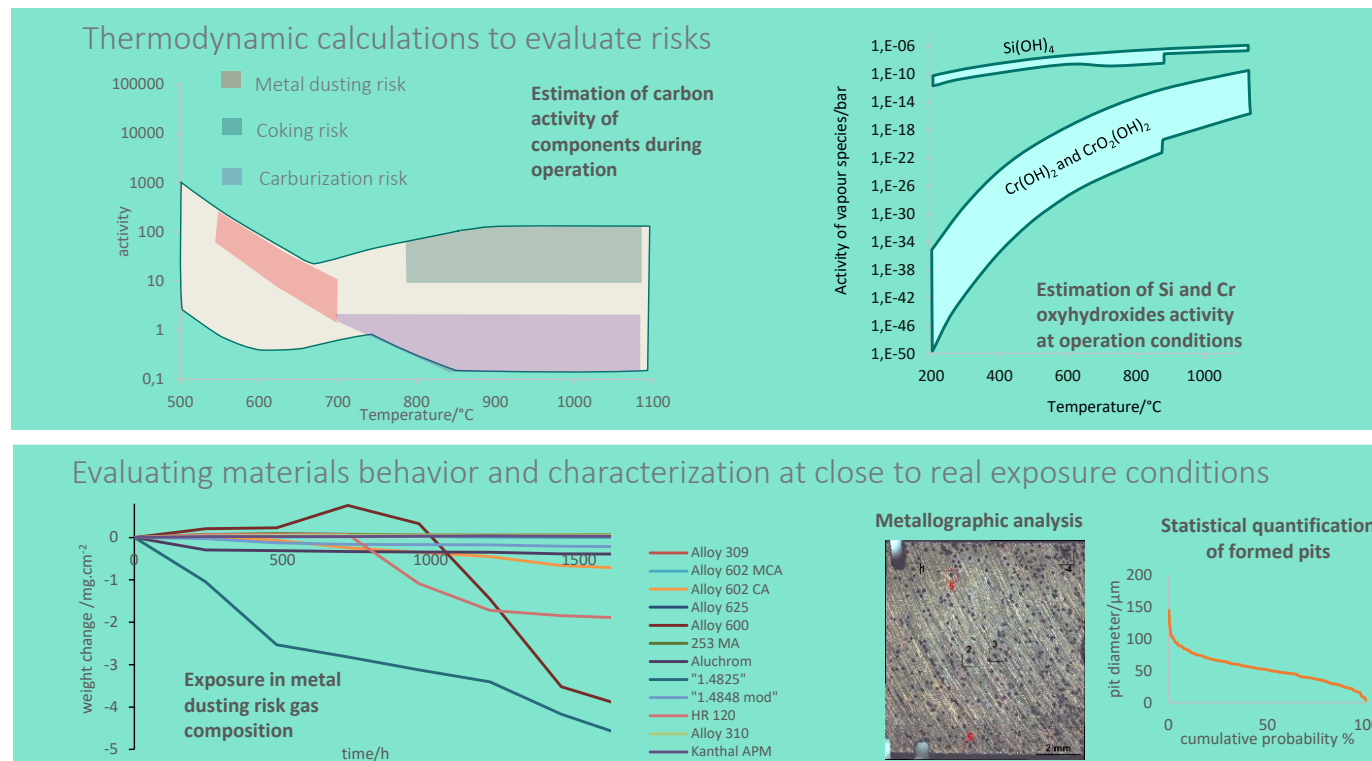 Thermodynamic calculations to evaluate risks
Metal dusting risk
Coking risk
Carburization risk
Estimation of carbon
activity of
components during
operation
100000
10000
1000
100
10
1
0,1
activity
500 600 700 800 900 1000 1100
Temperature/°C
1,E-06
1,E-10
1,E-14
1,E-18
1,E-22
1,E-26
1,E-30
1,E-34
1,E-38
1,E-42
1,E-46
1,E-50
Activity of vapour species/bar
Si(OH)4
Cr(OH)2 and CrO2(OH)2
Estimation of Si and Cr
oxyhydroxides activity
at operation conditions
200 400 600 800 1000
Temperature/°C
Evaluating materials behavior and characterization at close to real exposure conditions
0
-1
-2
-3
-4
-5
weight change /mg.cm-2
0 500 1000 1500
time/h
Exposure in metal
dusting risk gas
composition
Alloy 309
Alloy 602 MCA
Alloy 602 CA
Alloy 625
Alloy 600
253 MA
Aluchrom
"1.4825"
"1.4848 mod"
HR 120
Alloy 310
Kanthal APM
Metallographic analysis
2
3
4
2 mm
Statistical quantification
of formed pits
200
150
100
50
0
pit diameter/µm
0 50 100
cumulative probability %